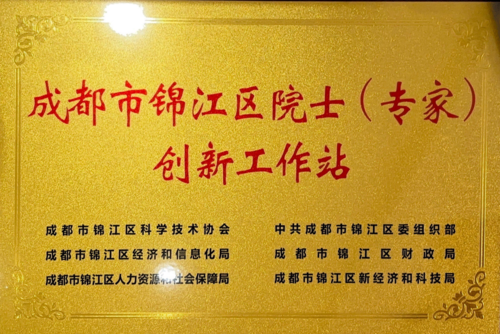 成都市锦江区院士（专家）
创新工作站
成都市锦江区科学技术协会 中共成都市锦江区委组织部
成都市锦江区经济和信息化局 成都市锦江区财政局
成都市锦江区人力资源和社会保障局 成都市锦江区新经济和科技局